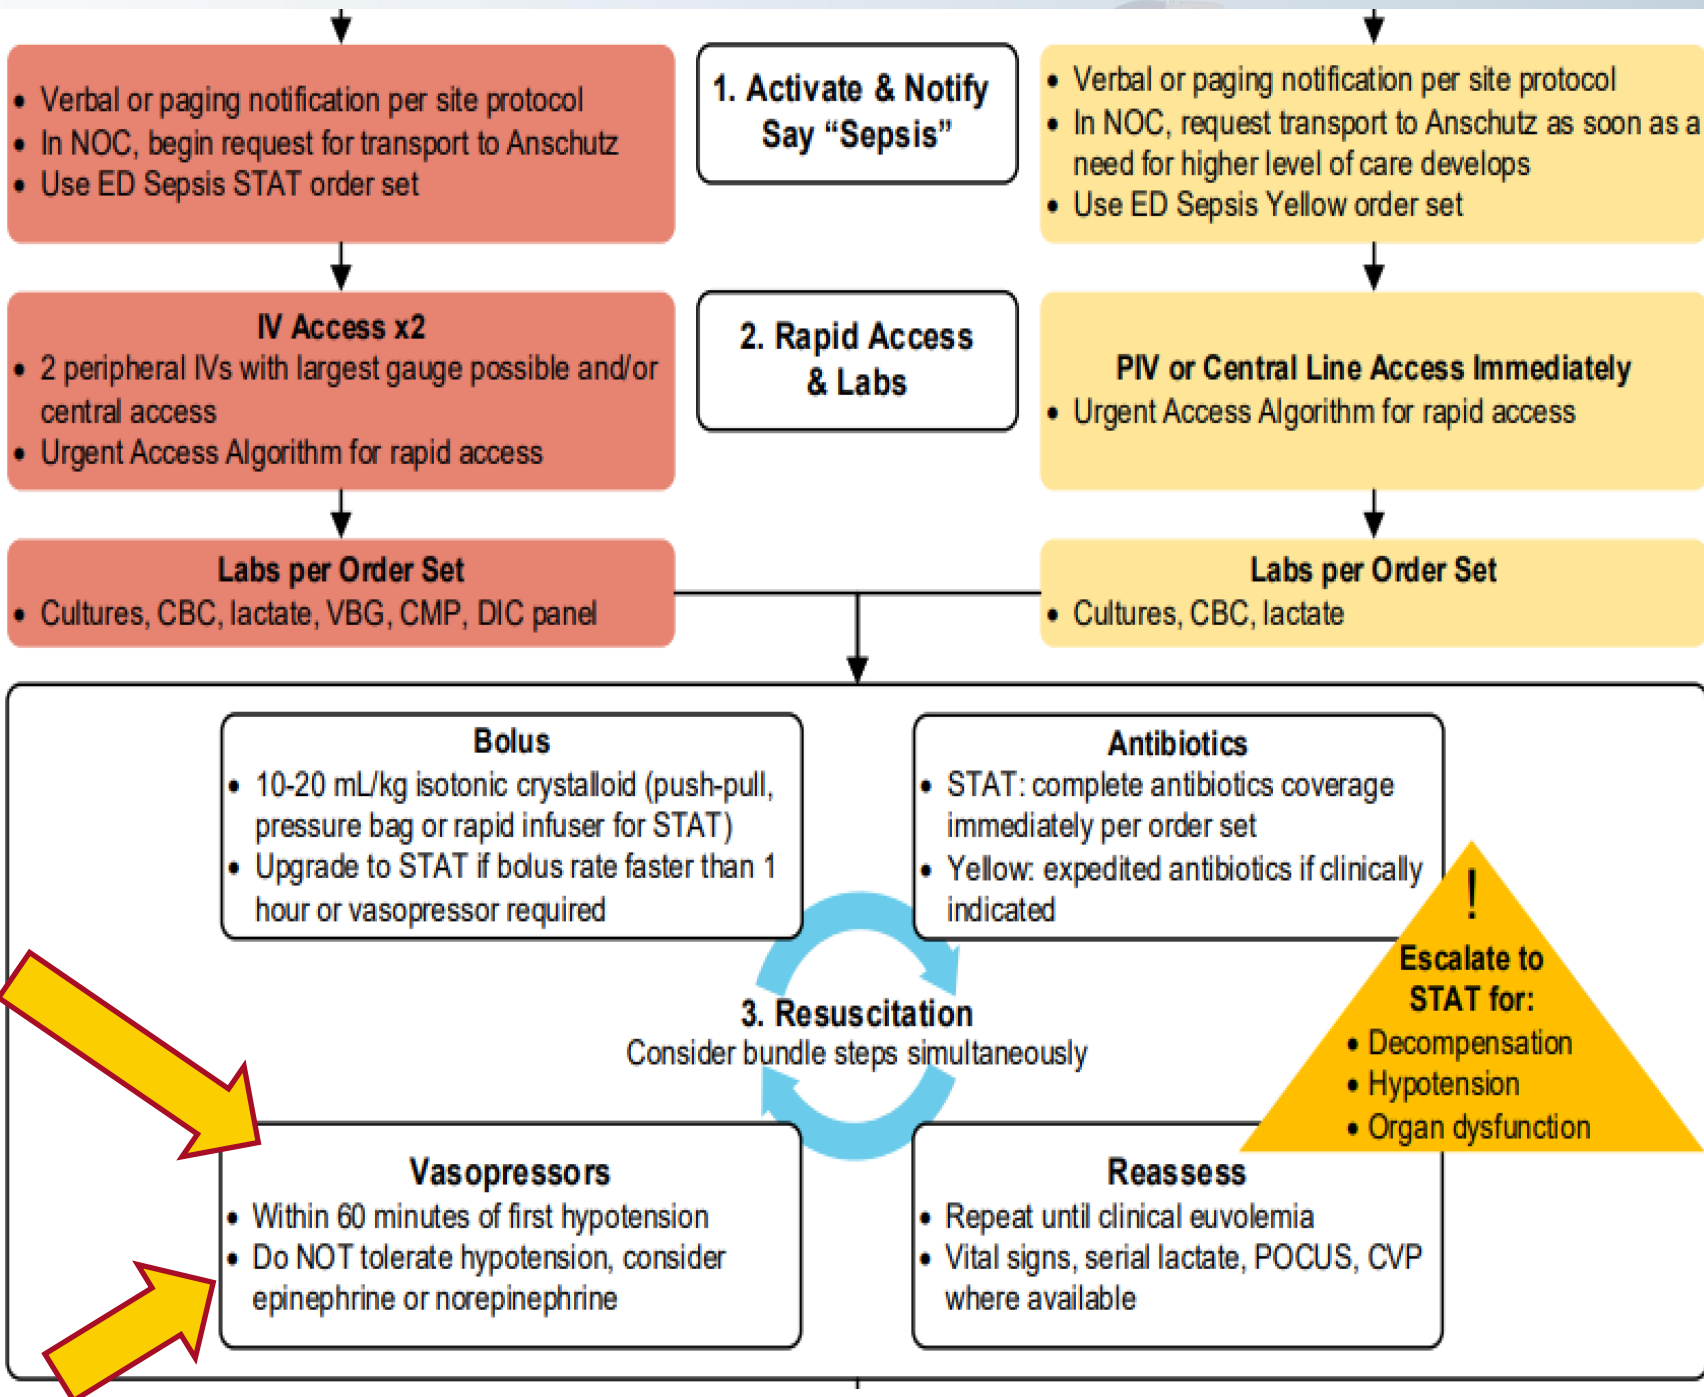 • Verbal or paging notification per site protocol
• In NOC, begin request for transport to Anschutz
• Use ED Sepsis STAT order set
1. Activate & Notify
Say “Sepsis”
• Verbal or paging notification per site protocol
• In NOC, request transport to Anschutz as soon as a
need for higher level of care develops
• Use ED Sepsis Yellow order set
IV Access x2
• 2 peripheral IVs with largest gauge possible and/or
central access
• Urgent Access Algorithm for rapid access
2. Rapid Access
& Labs
PIV or Central Line Access Immediately
• Urgent Access Algorithm for rapid access
Labs per Order Set
• Cultures, CBC, lactate, VBG, CMP, DIC panel
Labs per Order Set
• Cultures, CBC, lactate
Bolus
• 10-20 mL/kg isotonic crystalloid (push-pull,
pressure bag or rapid infuser for STAT)
• Upgrade to STAT if bolus rate faster than 1
hour or vasopressor required
Antibiotics
• STAT: complete antibiotics coverage
immediately per order set
• Yellow: expedited antibiotics if clinically
indicated
!
Escalate to
STAT for:
• Decompensation
• Hypotension
• Organ dysfunction
3. Resuscitation
Consider bundle steps simultaneously
Vasopressors
• Within 60 minutes of first hypotension
• Do NOT tolerate hypotension, consider
epinephrine or norepinephrine
Reassess
• Repeat until clinical euvolemia
• Vital signs, serial lactate, POCUS, CVP
where available